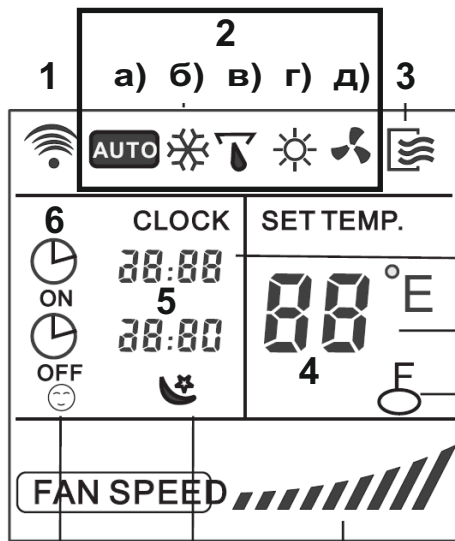 2
1 а) б) в) г) д) 3
AUTO
6 CLOCK SET TEMP.
88:88 88 °E
ON 5
88:80
OFF 4 F
FAN SPEED